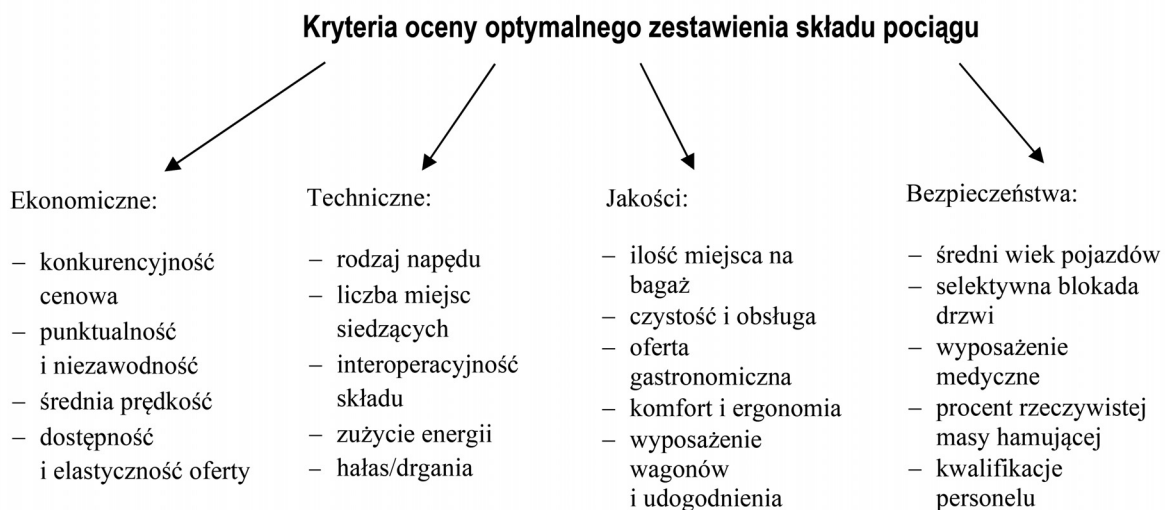 Kryteria oceny optymalnego zestawienia składu pociągu
Ekonomiczne:
– konkurencyjność
cenowa
– punktualność
i niezawodność
– średnia prędkość
– dostępność
i elastyczność oferty
Techniczne:
– rodzaj napędu
– liczba miejsc
siedzących
– interoperacyjność
składu
– zużycie energii
– hałas/drgania
Jakości:
– ilość miejsca na
bagaż
– czystość i obsługa
– oferta
gastronomiczna
– komfort i ergonomia
– wyposażenie
wagonów
i udogodnienia
Bezpieczeństwa:
– średni wiek pojazdów
– selektywna blokada
drzwi
– wyposażenie
medyczne
– procent rzeczywistej
masy hamującej
– kwalifikacje
personelu